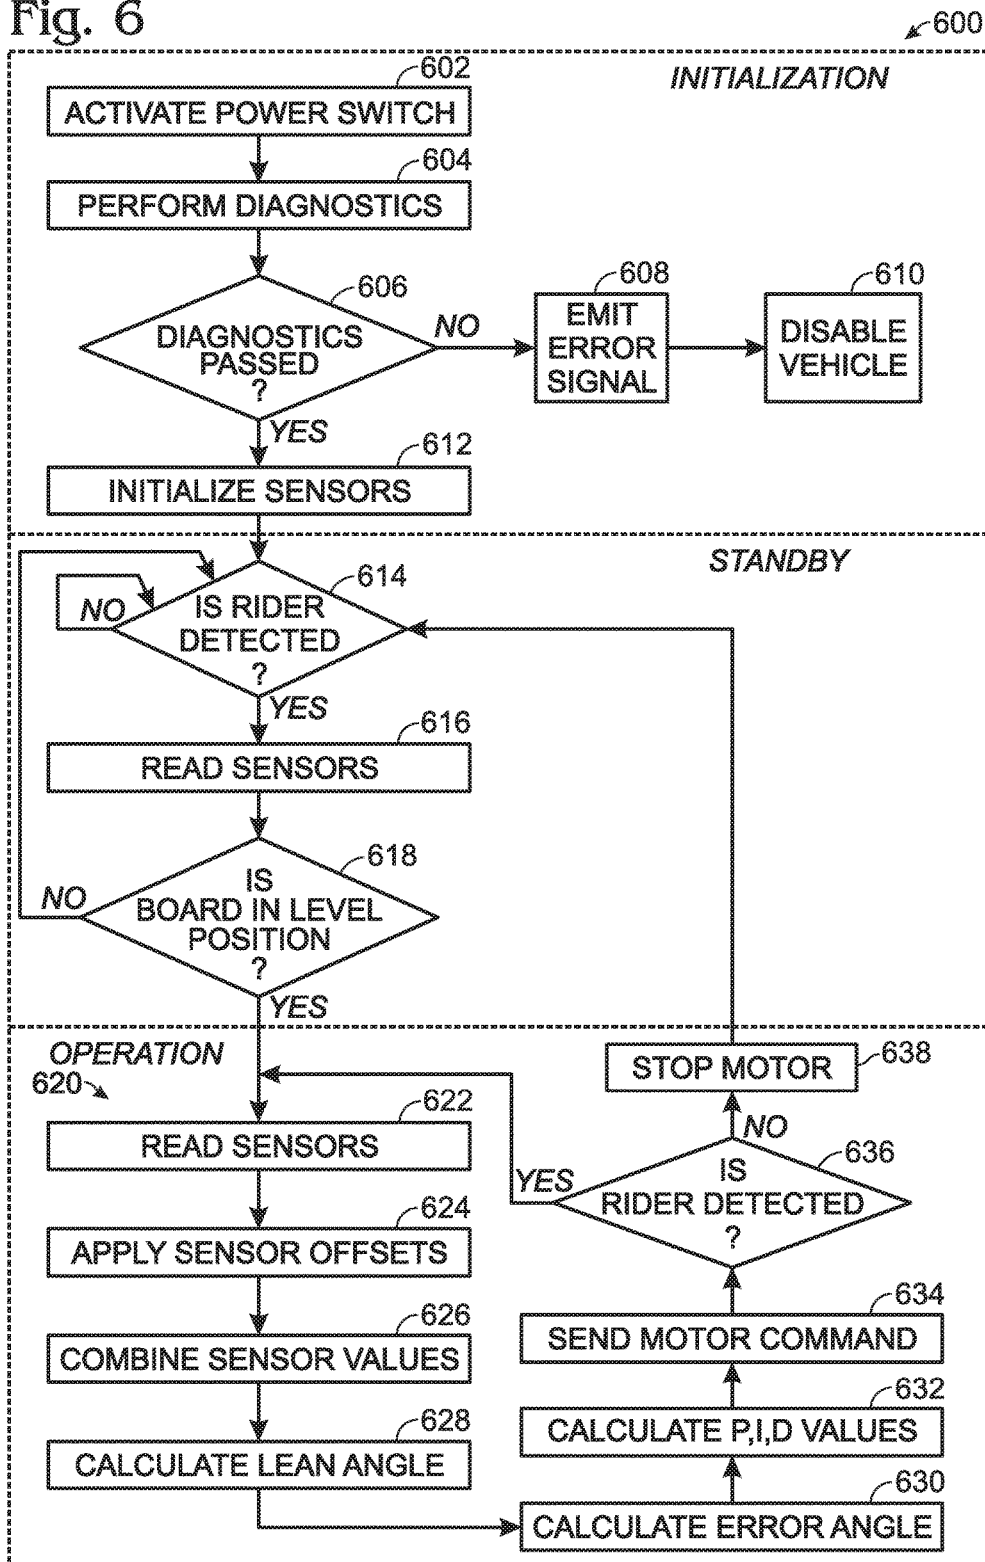 Fig. 6
600
INITIALIZATION
602
ACTIVATE POWER SWITCH
604
PERFORM DIAGNOSTICS
606
DIAGNOSTICS
PASSED
?
NO
608
EMIT
ERROR
SIGNAL
610
DISABLE
VEHICLE
YES
612
INITIALIZE SENSORS
STANDBY
614
IS RIDER
DETECTED
?
NO
YES
616
READ SENSORS
618
IS
BOARD IN LEVEL
POSITION
?
NO
YES
OPERATION
620
622
READ SENSORS
624
APPLY SENSOR OFFSETS
626
COMBINE SENSOR VALUES
628
CALCULATE LEAN ANGLE
630
CALCULATE ERROR ANGLE
632
CALCULATE P,I,D VALUES
634
SEND MOTOR COMMAND
636
IS
RIDER DETECTED
?
YES
NO
638
STOP MOTOR